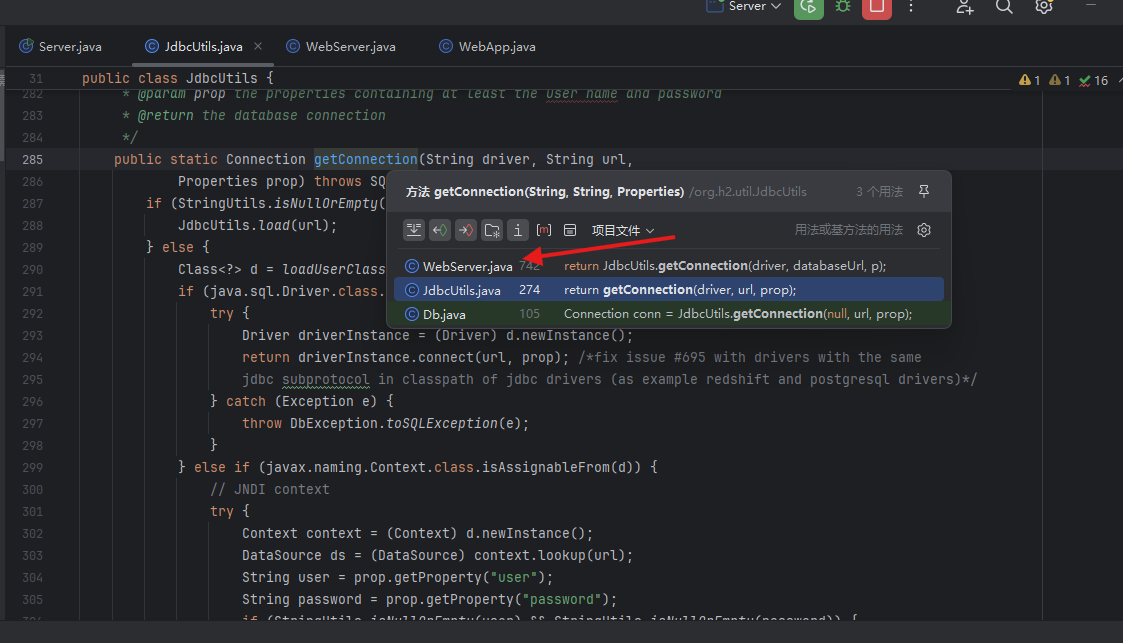 Server
Server.java
JdbcUtils.java
WebServer.java
WebApp.java
31 public class JdbcUtils {
1 1 16
282 * @param prop the properties containing at least the user name and password
283 * @return the database connection
284 */
285 public static Connection getConnection(String driver, String url,
286 Properties prop) throws SQ
方法 getConnection(String, String, Properties) /org.h2.util.JdbcUtils 3 个用法
287 if (StringUtils.isNullOrEmpty(
288 JdbcUtils.load(url);
项目文件 用法或基方法的用法
289 } else {
290 Class<?> d = loadUserClass
WebServer.java 742 return JdbcUtils.getConnection(driver, databaseUrl, p);
291 if (java.sql.Driver.class.
JdbcUtils.java 274 return getConnection(driver, url, prop);
292 try {
Db.java 105 Connection conn = JdbcUtils.getConnection(null, url, prop);
293 Driver driverInstance = (Driver) d.newInstance();
294 return driverInstance.connect(url, prop); /*fix issue #695 with drivers with the same
295 jdbc subprotocol in classpath of jdbc drivers (as example redshift and postgresql drivers)*/
296 } catch (Exception e) {
297 throw DbException.toSQLException(e);
298 }
299 } else if (javax.naming.Context.class.isAssignableFrom(d)) {
300 // JNDI context
301 try {
302 Context context = (Context) d.newInstance();
303 DataSource ds = (DataSource) context.lookup(url);
304 String user = prop.getProperty("user");
305 String password = prop.getProperty("password");
if (StringUtils.isNullOrEmpty(user) && StringUtils.isNullOrEmpty(password)) {